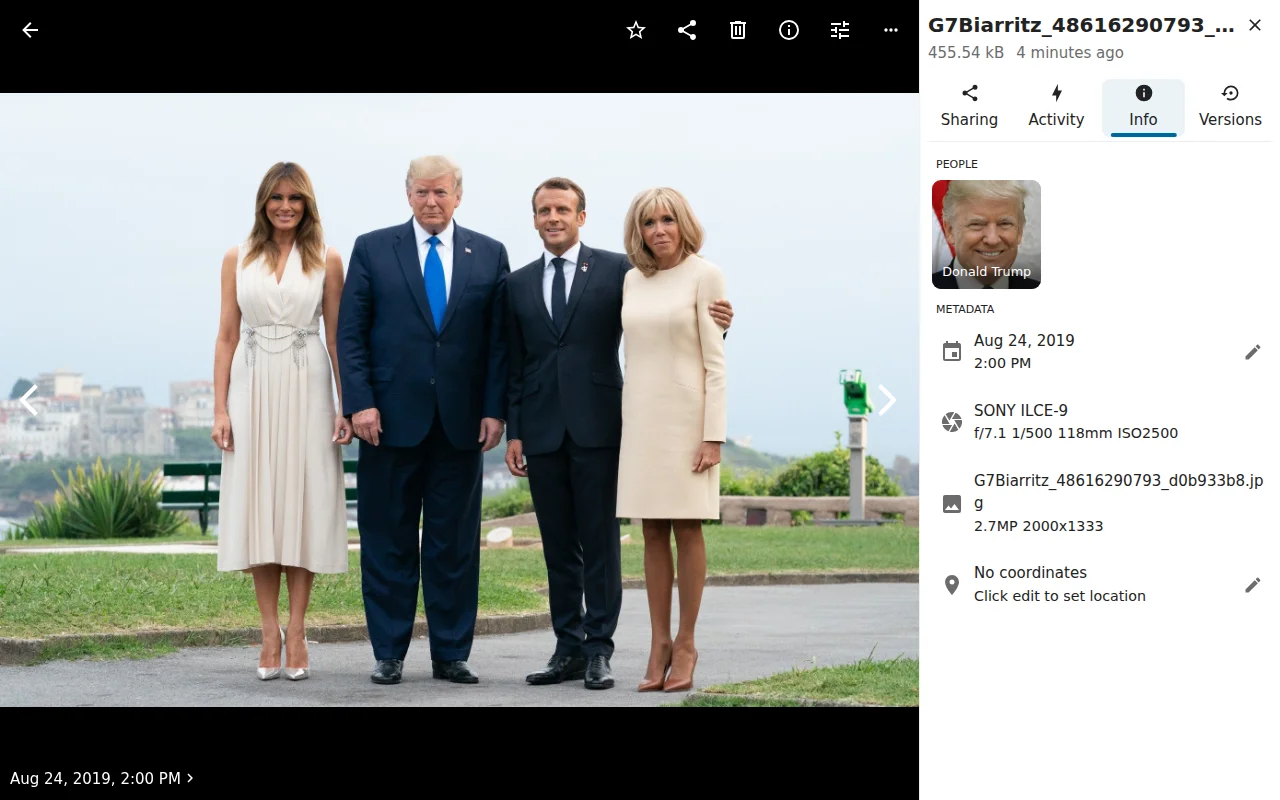 G7Biarritz_48616290793_...
455.54 kB 4 minutes ago
Sharing
Activity
Info
Versions
PEOPLE
Donald Trump
METADATA
Aug 24, 2019
2:00 PM
SONY ILCE-9
f/7.1 1/500 118mm ISO2500
G7Biarritz_48616290793_d0b933b8.jp
g
2.7MP 2000x1333
No coordinates
Click edit to set location
Aug 24, 2019, 2:00 PM